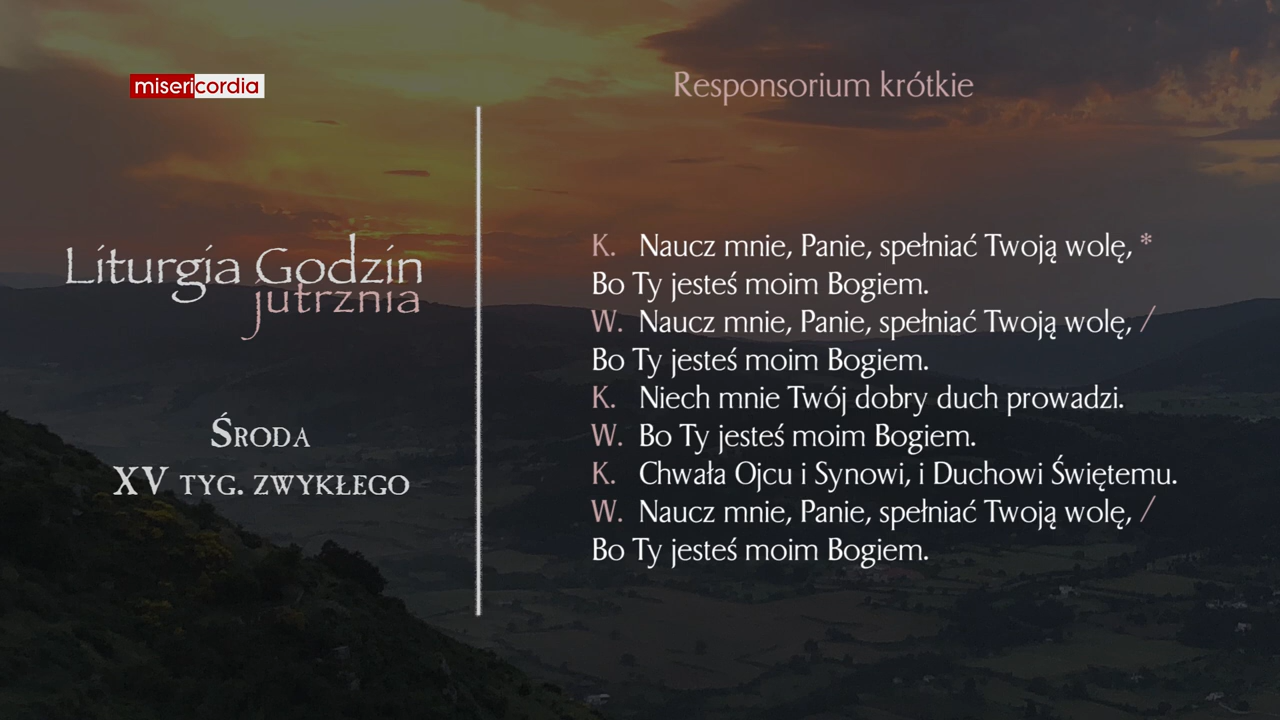 misericordia
Liturgia Godzin
jutrznia
Środa
XV tyg. zwykłego
Responsorium krótkie
K. Naucz mnie, Panie, spełniać Twoją wolę, *
Bo Ty jesteś moim Bogiem.
W. Naucz mnie, Panie, spełniać Twoją wolę, /
Bo Ty jesteś moim Bogiem.
K. Niech mnie Twój dobry duch prowadzi.
W. Bo Ty jesteś moim Bogiem.
K. Chwała Ojcu i Synowi, i Duchowi Świętemu.
W. Naucz mnie, Panie, spełniać Twoją wolę, /
Bo Ty jesteś moim Bogiem.